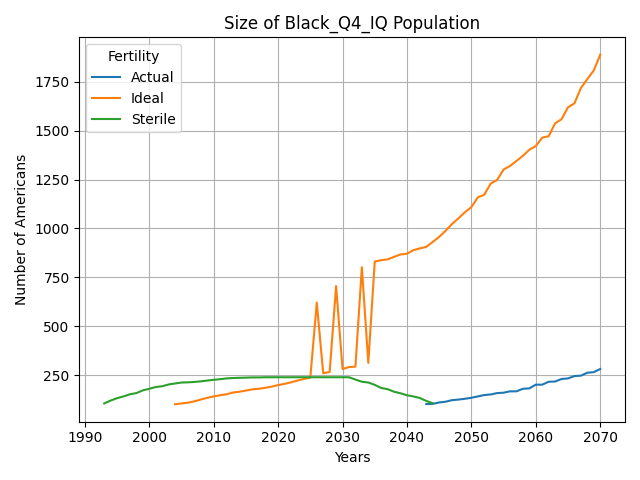 Size of Black_Q4_IQ Population
Fertility
Actual
Ideal
Sterile
Number of Americans
1750
1500
1250
1000
750
500
250
1990 2000 2010 2020 2030 2040 2050 2060 2070
Years